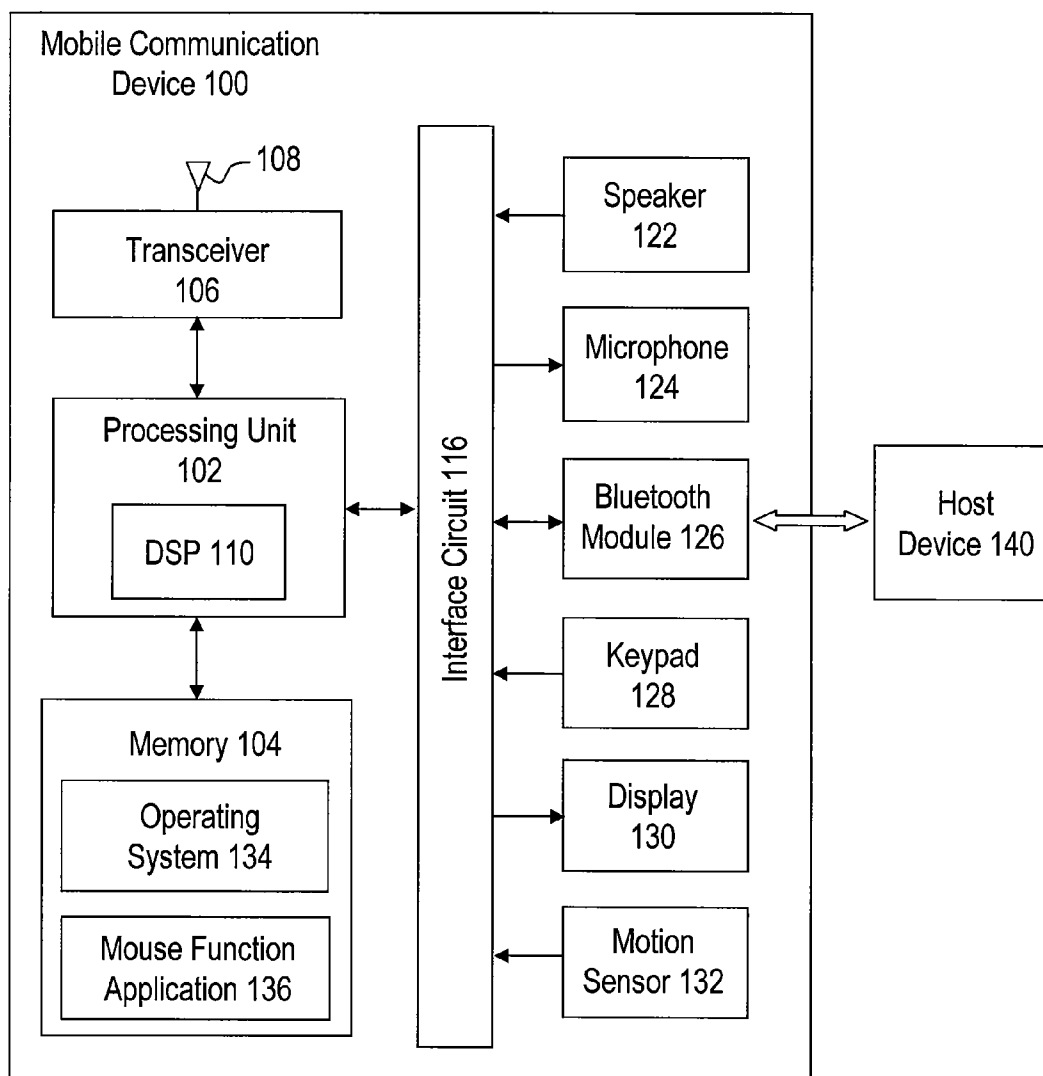 Mobile Communication
Device 100
108
Transceiver
106
Processing Unit
102
DSP 110
Memory 104
Operating
System 134
Mouse Function
Application 136
Interface Circuit 116
Speaker
122
Microphone
124
Bluetooth
Module 126
Keypad
128
Display
130
Motion
Sensor 132
Host
Device 140